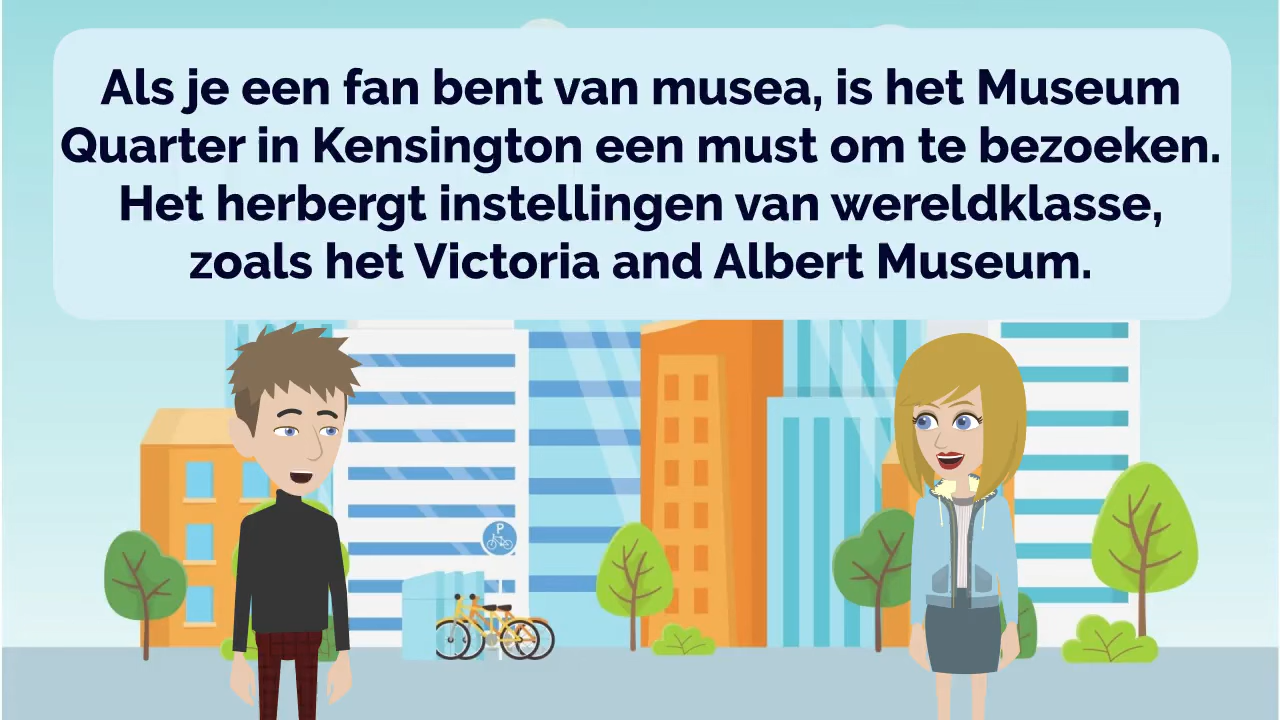 Als je een fan bent van musea, is het Museum
Quarter in Kensington een must om te bezoeken.
Het herbergt instellingen van wereldklasse,
zoals het Victoria and Albert Museum.
P